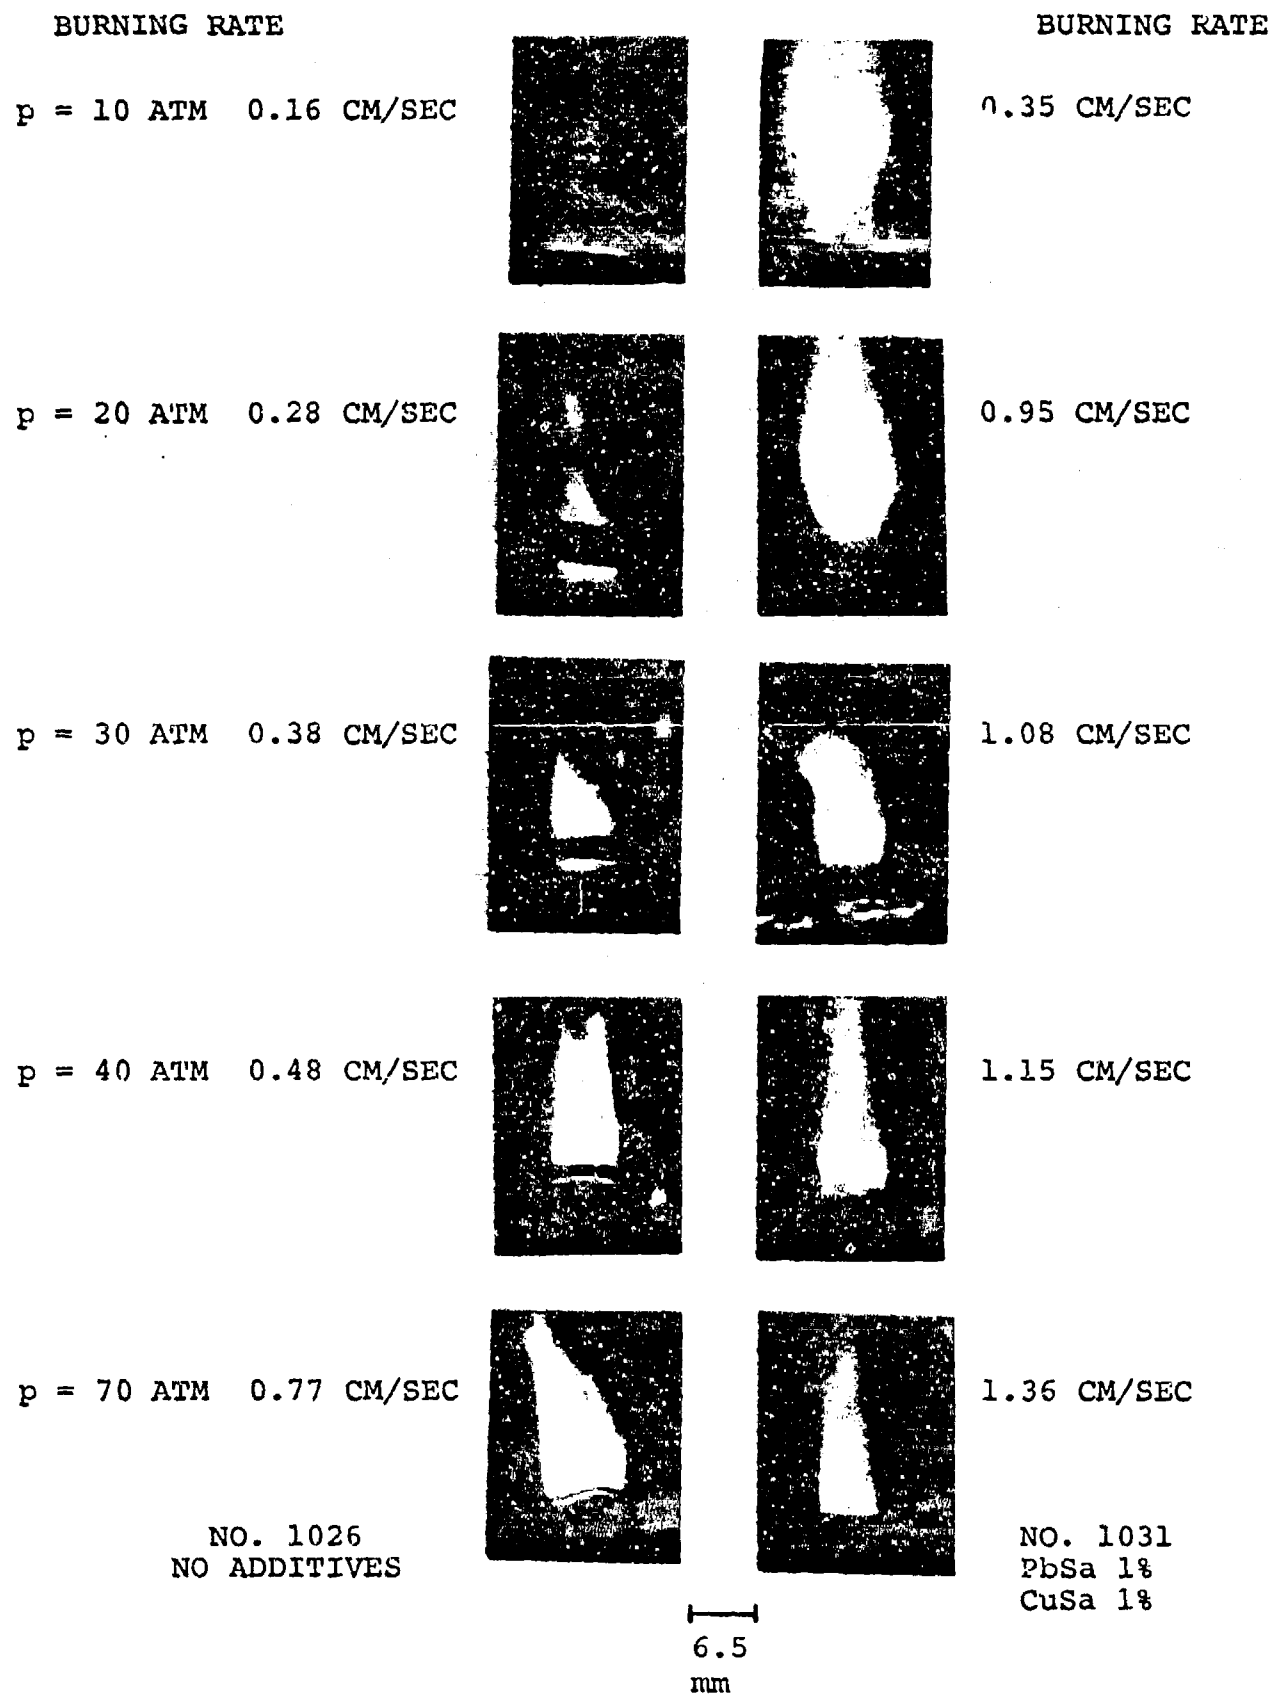 BURNING RATE BURNING RATE
p = 10 ATM 0.16 CM/SEC 0.35 CM/SEC
p = 20 ATM 0.28 CM/SEC 0.95 CM/SEC
p = 30 ATM 0.38 CM/SEC 1.08 CM/SEC
p = 40 ATM 0.48 CM/SEC 1.15 CM/SEC
p = 70 ATM 0.77 CM/SEC 1.36 CM/SEC
NO. 1026 NO. 1031
NO ADDITIVES PbSa 1%
CuSa 1%
6.5
mm